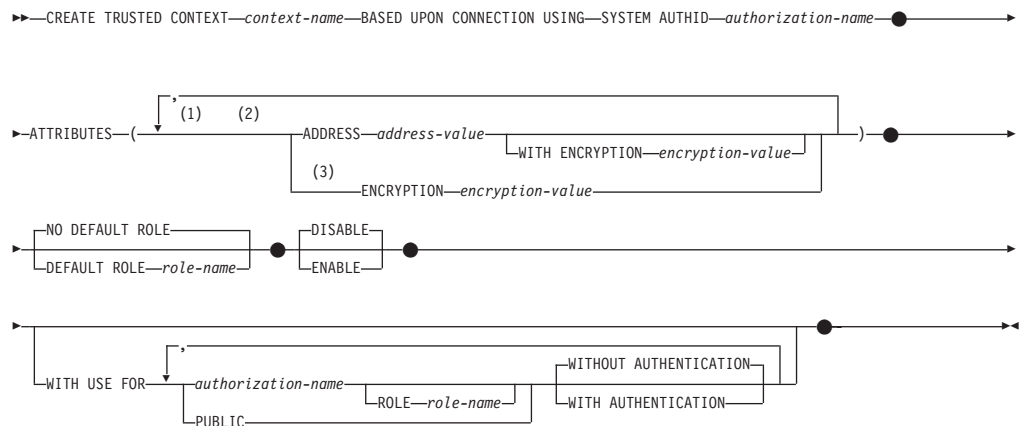 CREATE TRUSTED CONTEXT context-name BASED UPON CONNECTION USING SYSTEM AUTHID authorization-name
,
(1) (2)
ATTRIBUTES ( ADDRESS address-value )
WITH ENCRYPTION encryption-value
(3)
ENCRYPTION encryption-value
NO DEFAULT ROLE DISABLE
DEFAULT ROLE role-name ENABLE
,
WITHOUT AUTHENTICATION
WITH USE FOR authorization-name
ROLE role-name WITH AUTHENTICATION
PUBLIC